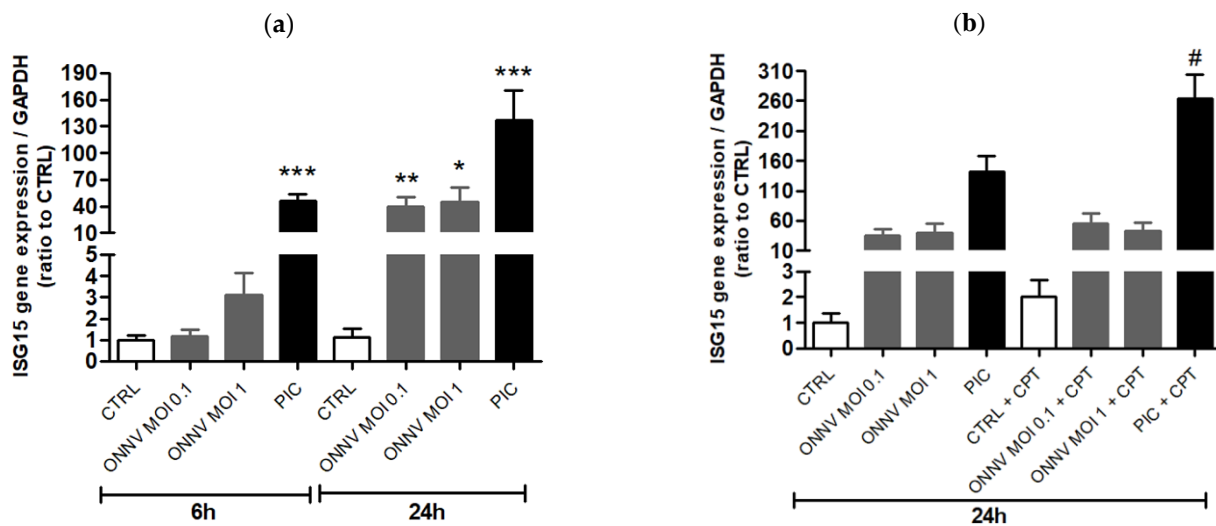 (a)
ISG15 gene expression / GAPDH
(ratio to CTRL)
190
160
130
100
70
40
10
5
4
3
2
1
0
***
**
*
***
CTRL
ONNV MOI 0.1
ONNV MOI 1
PIC
CTRL
ONNV MOI 0.1
ONNV MOI 1
PIC
6h
24h
(b)
ISG15 gene expression / GAPDH
(ratio to CTRL)
310
260
210
160
110
60
10
3
2
1
0
#
CTRL
ONNV MOI 0.1
ONNV MOI 1
PIC
CTRL + CPT
ONNV MOI 0.1 + CPT
ONNV MOI 1 + CPT
PIC + CPT
24h